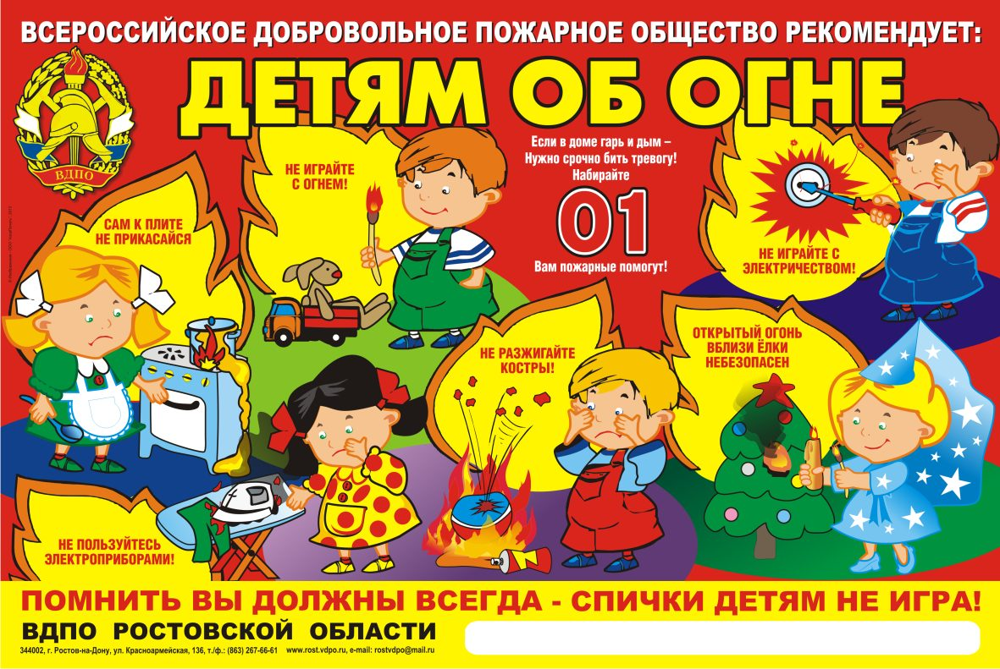 ВСЕРОССИЙСКОЕ ДОБРОВОЛЬНОЕ ПОЖАРНОЕ ОБЩЕСТВО РЕКОМЕНДУЕТ:
ДЕТЯМ ОБ ОГНЕ
ВДПО
Если в доме гарь и дым –
Нужно срочно бить тревогу!
Набирайте
01
Вам пожарные помогут!
НЕ ИГРАЙТЕ
С ОГНЕМ!
САМ К ПЛИТЕ
НЕ ПРИКАСАЙСЯ
НЕ ИГРАЙТЕ С
ЭЛЕКТРИЧЕСТВОМ!
НЕ РАЗЖИГАЙТЕ
КОСТРЫ!
ОТКРЫТЫЙ ОГОНЬ
ВБЛИЗИ ЁЛКИ
НЕБЕЗОПАСЕН
НЕ ПОЛЬЗУЙТЕСЬ
ЭЛЕКТРОПРИБОРАМИ!
ПОМНИТЬ ВЫ ДОЛЖНЫ ВСЕГДА - СПИЧКИ ДЕТЯМ НЕ ИГРА!
ВДПО РОСТОВСКОЙ ОБЛАСТИ
344002, г. Ростов-на-Дону, ул. Красноармейская, 136, т./ф.: (863) 267-66-61 www.rost.vdpo.ru, e-mail: rostvdpo@mail.ru